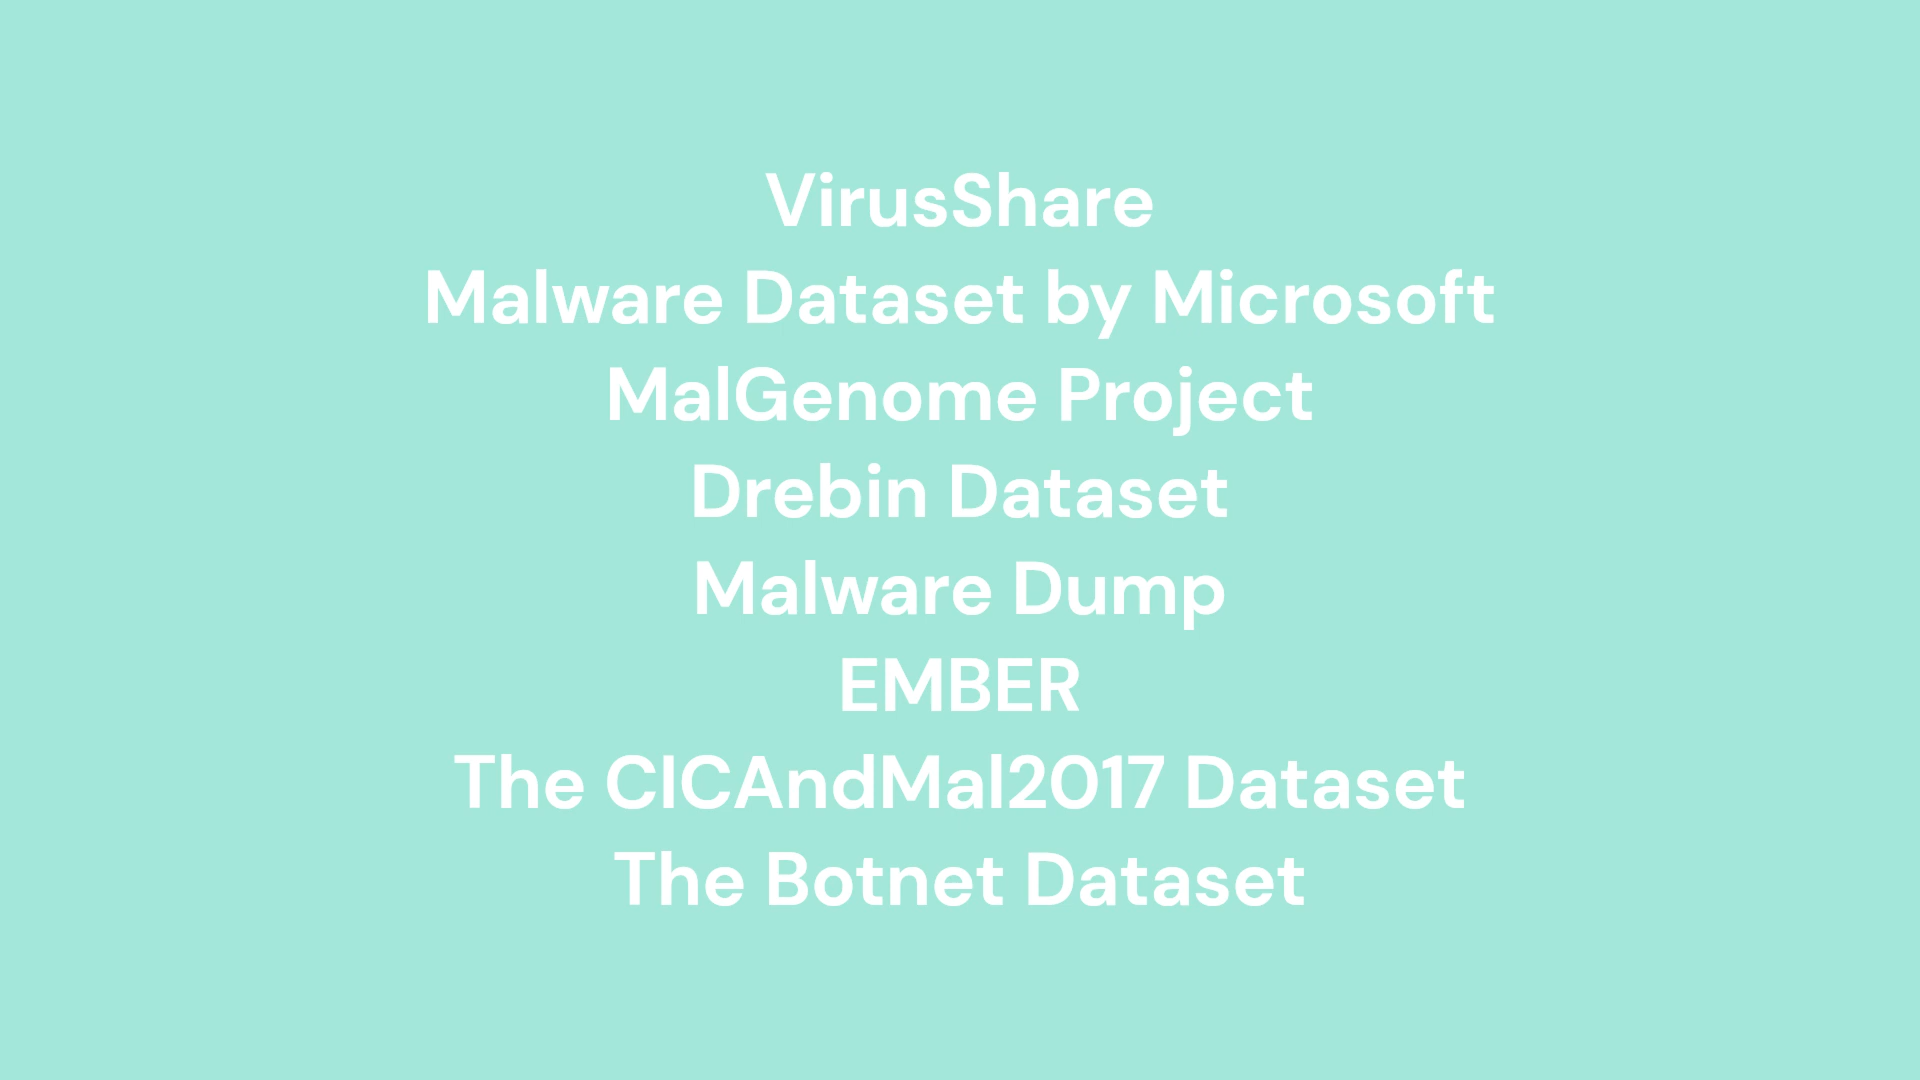 VirusShare
Malware Dataset by Microsoft
MalGenome Project
Drebin Dataset
Malware Dump
EMBER
The CICAndMal2017 Dataset
The Botnet Dataset